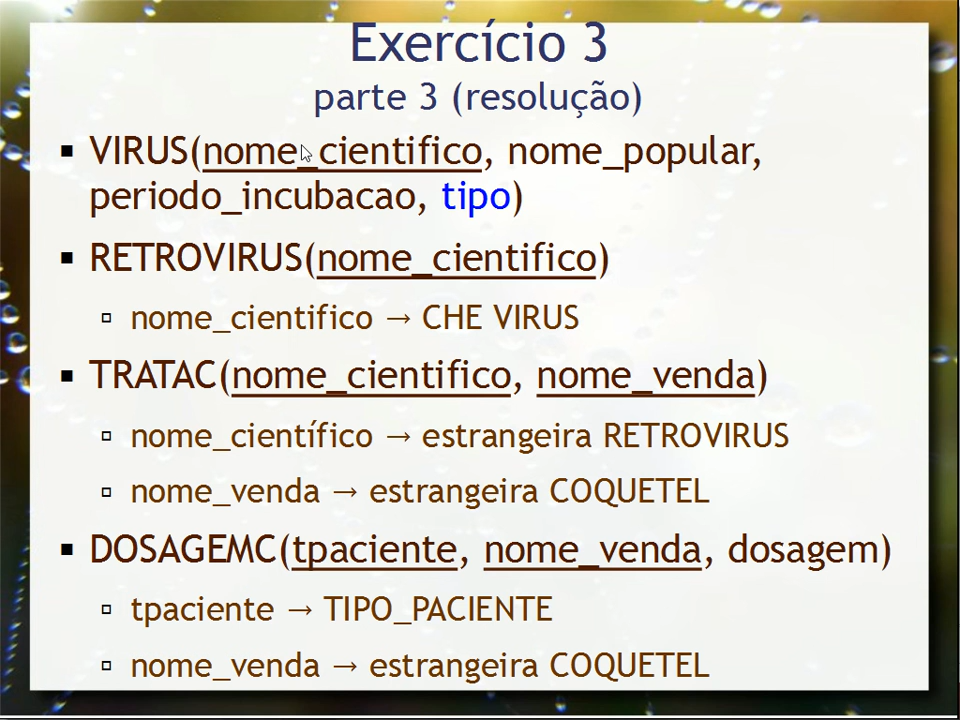 Exercício 3
parte 3 (resolução)
▪ VIRUS(nome_cientifico, nome_popular,
periodo_incubacao, tipo)
▪ RETROVIRUS(nome_cientifico)
▫ nome_cientifico → CHE VIRUS
▪ TRATAC(nome_cientifico, nome_venda)
▫ nome_científico → estrangeira RETROVIRUS
▫ nome_venda → estrangeira COQUETEL
▪ DOSAGEMC(tpaciente, nome_venda, dosagem)
▫ tpaciente → TIPO_PACIENTE
▫ nome_venda → estrangeira COQUETEL